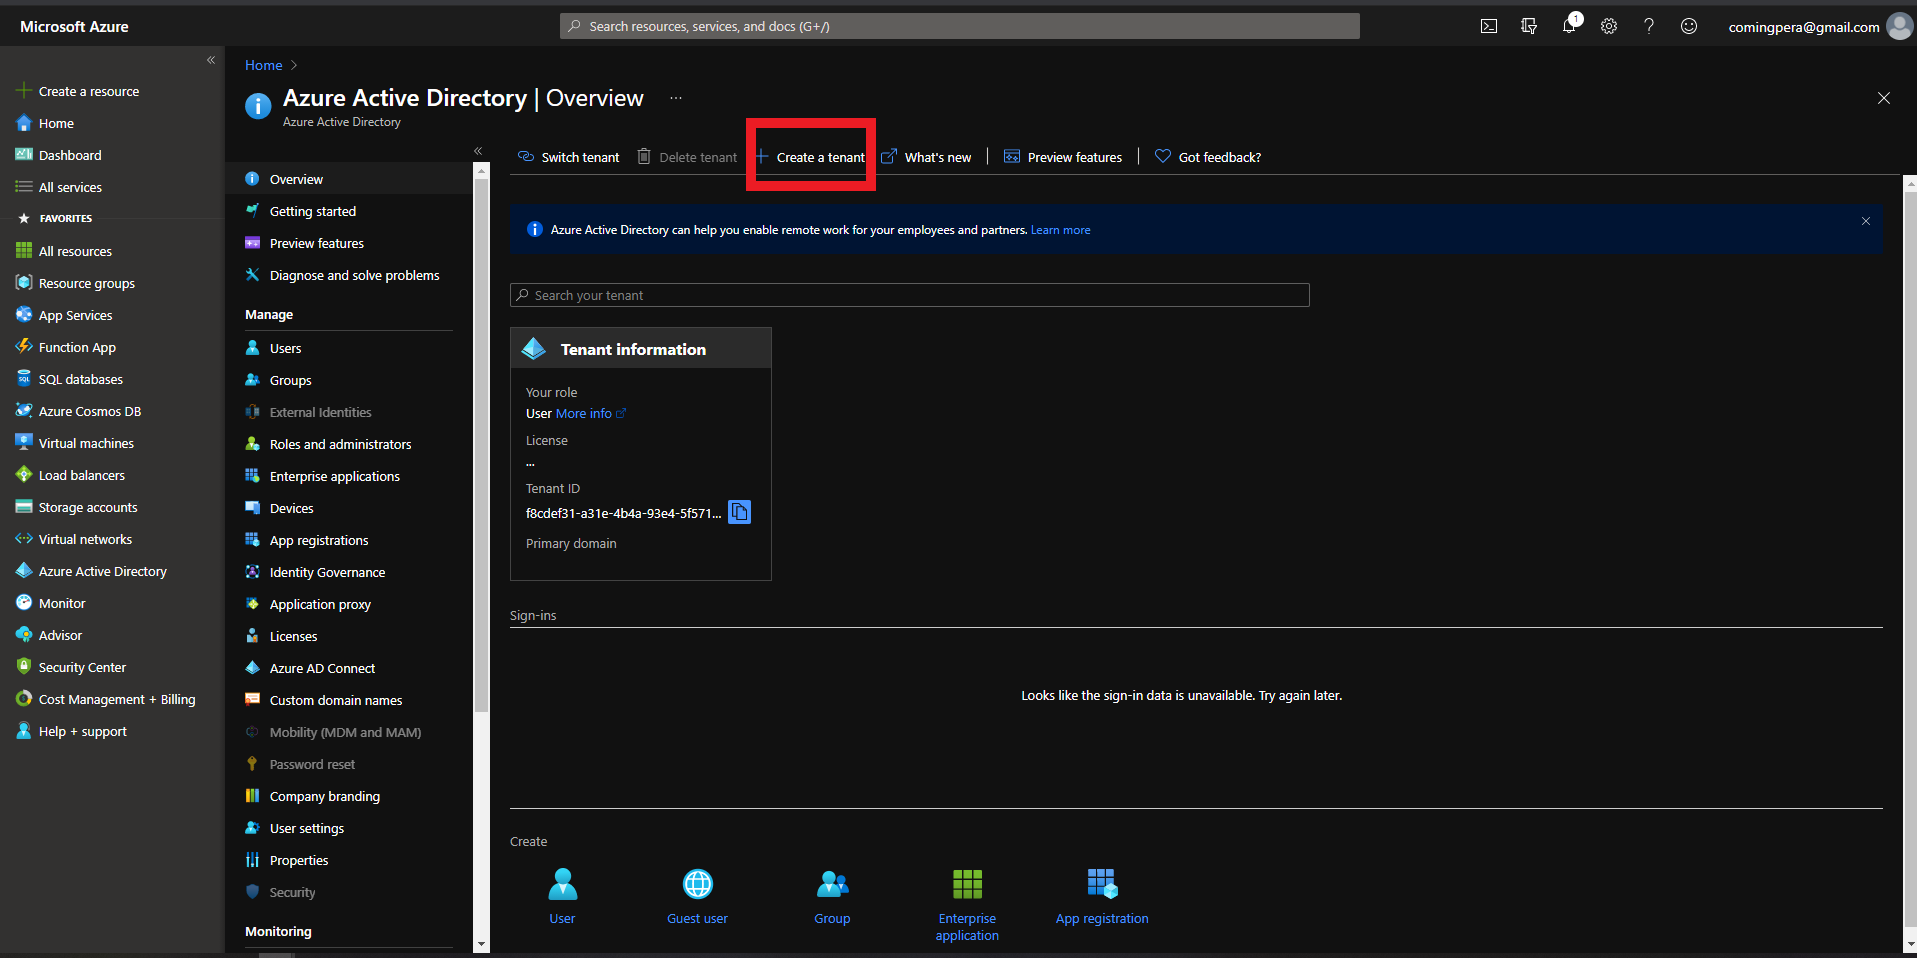 Microsoft Azure
Search resources, services, and docs (G+/)
1
comingpera@gmail.com
Create a resource
Home
Dashboard
All services
FAVORITES
All resources
Resource groups
App Services
Function App
SQL databases
Azure Cosmos DB
Virtual machines
Load balancers
Storage accounts
Virtual networks
Azure Active Directory
Monitor
Advisor
Security Center
Cost Management + Billing
Help + support
Home
Azure Active Directory | Overview
Azure Active Directory
Overview
Getting started
Preview features
Diagnose and solve problems
Manage
Users
Groups
External Identities
Roles and administrators
Enterprise applications
Devices
App registrations
Identity Governance
Application proxy
Licenses
Azure AD Connect
Custom domain names
Mobility (MDM and MAM)
Password reset
Company branding
User settings
Properties
Security
Monitoring
Switch tenant
Delete tenant
Create a tenant
What's new
Preview features
Got feedback?
Azure Active Directory can help you enable remote work for your employees and partners. Learn more
Search your tenant
Tenant information
Your role
User More info
License
...
Tenant ID
f8cdef31-a31e-4b4a-93e4-5f571...
Primary domain
Sign-ins
Looks like the sign-in data is unavailable. Try again later.
Create
User
Guest user
Group
Enterprise
application
App registration